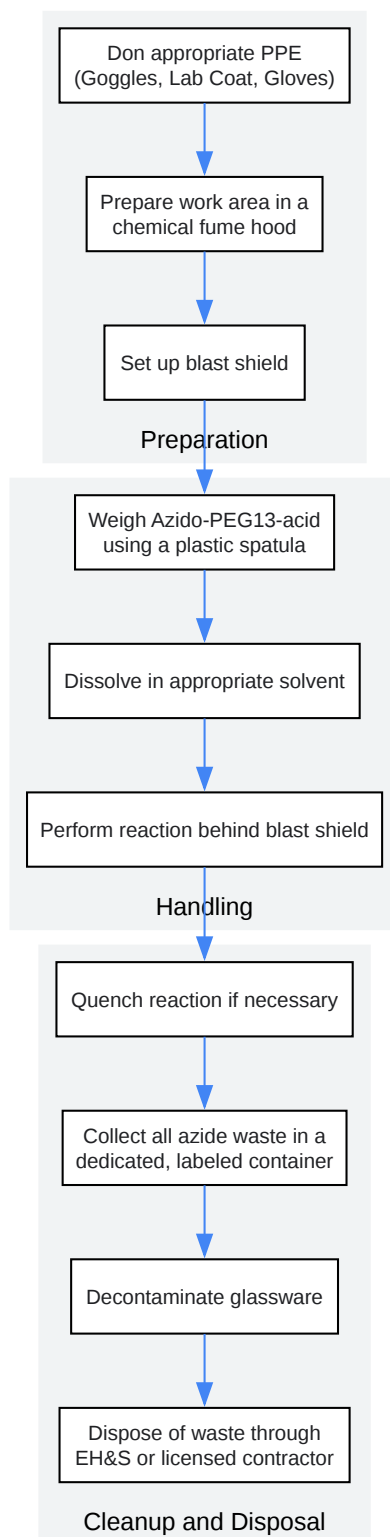 Don appropriate PPE
(Goggles, Lab Coat, Gloves)
Prepare work area in a
chemical fume hood
Set up blast shield
Preparation
Weigh Azido-PEG13-acid
using a plastic spatula
Dissolve in appropriate solvent
Perform reaction behind blast shield
Handling
Quench reaction if necessary
Collect all azide waste in a
dedicated, labeled container
Decontaminate glassware
Dispose of waste through
EH&S or licensed contractor
Cleanup and Disposal